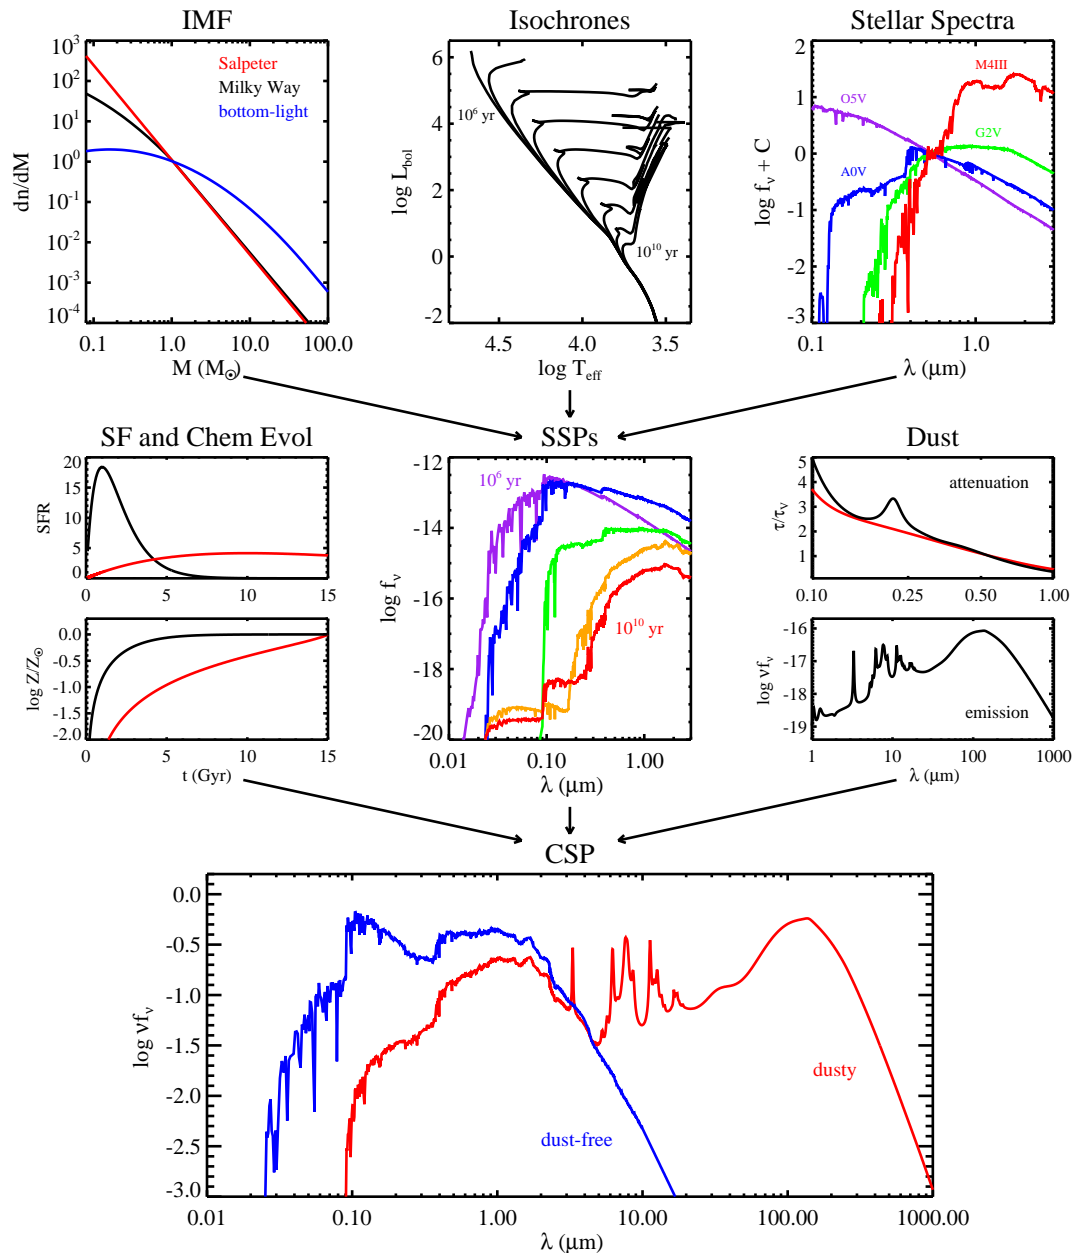 IMF
Isochrones
Stellar Spectra
10³
10²
10¹
10⁰
10⁻¹
10⁻²
10⁻³
10⁻⁴
dn/dM
Salpeter
Milky Way
bottom-light
0.1 1.0 10.0 100.0
M (M☉)
6
4
2
0
-2
log L_bol
10⁶ yr
10¹⁰ yr
4.5 4.0 3.5
log T_eff
2
1
0
-1
-2
-3
log f_ν + C
M4III
O5V
G2V
A0V
0.1 1.0
λ (μm)
SF and Chem Evol
SSPs
Dust
20
15
10
5
0
SFR
0 5 10 15
0.0
-0.5
-1.0
-1.5
-2.0
log Z/Z☉
0 5 10 15
t (Gyr)
-12
-14
-16
-18
-20
log f_ν
10⁶ yr
10¹⁰ yr
0.01 0.10 1.00
λ (μm)
5
4
3
2
1
τ/τ_V
attenuation
0.10 0.25 0.50 1.00
-16
-17
-18
-19
log νf_ν
emission
1 10 100 1000
λ (μm)
CSP
0.0
-0.5
-1.0
-1.5
-2.0
-2.5
-3.0
log νf_ν
dusty
dust-free
0.01 0.10 1.00 10.00 100.00 1000.00
λ (μm)